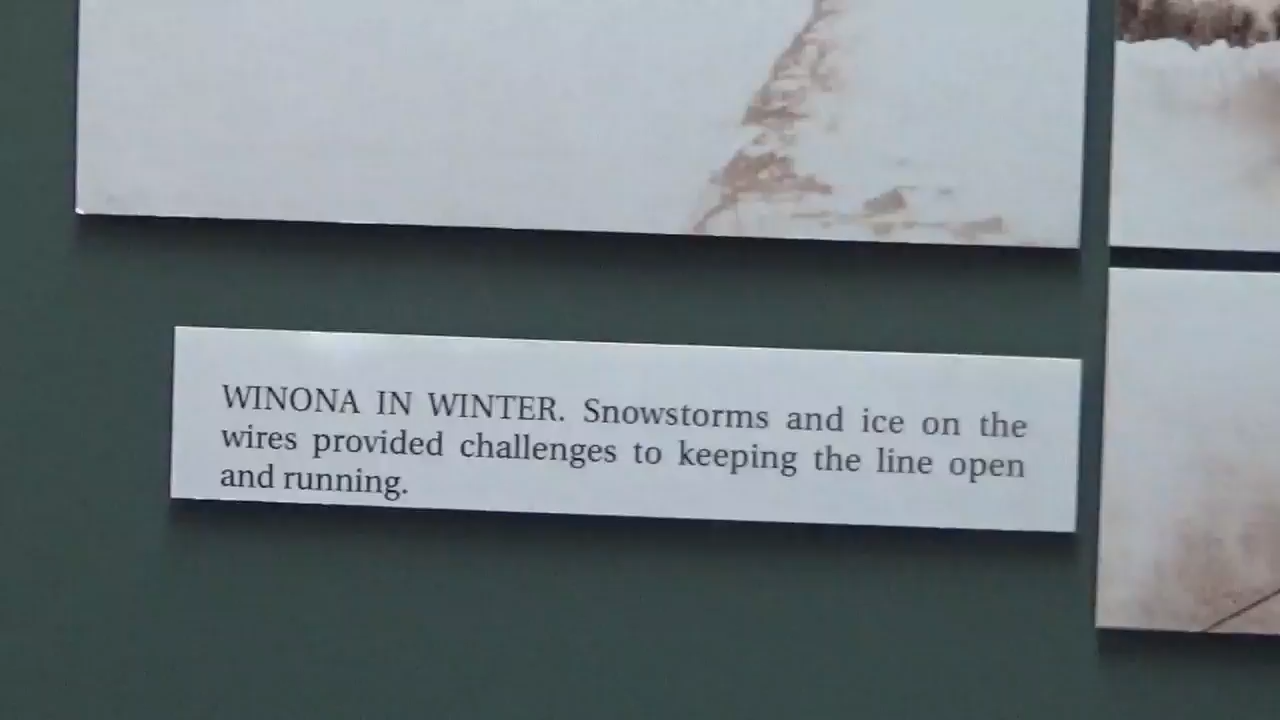 WINONA IN WINTER. Snowstorms and ice on the
wires provided challenges to keeping the line open
and running.